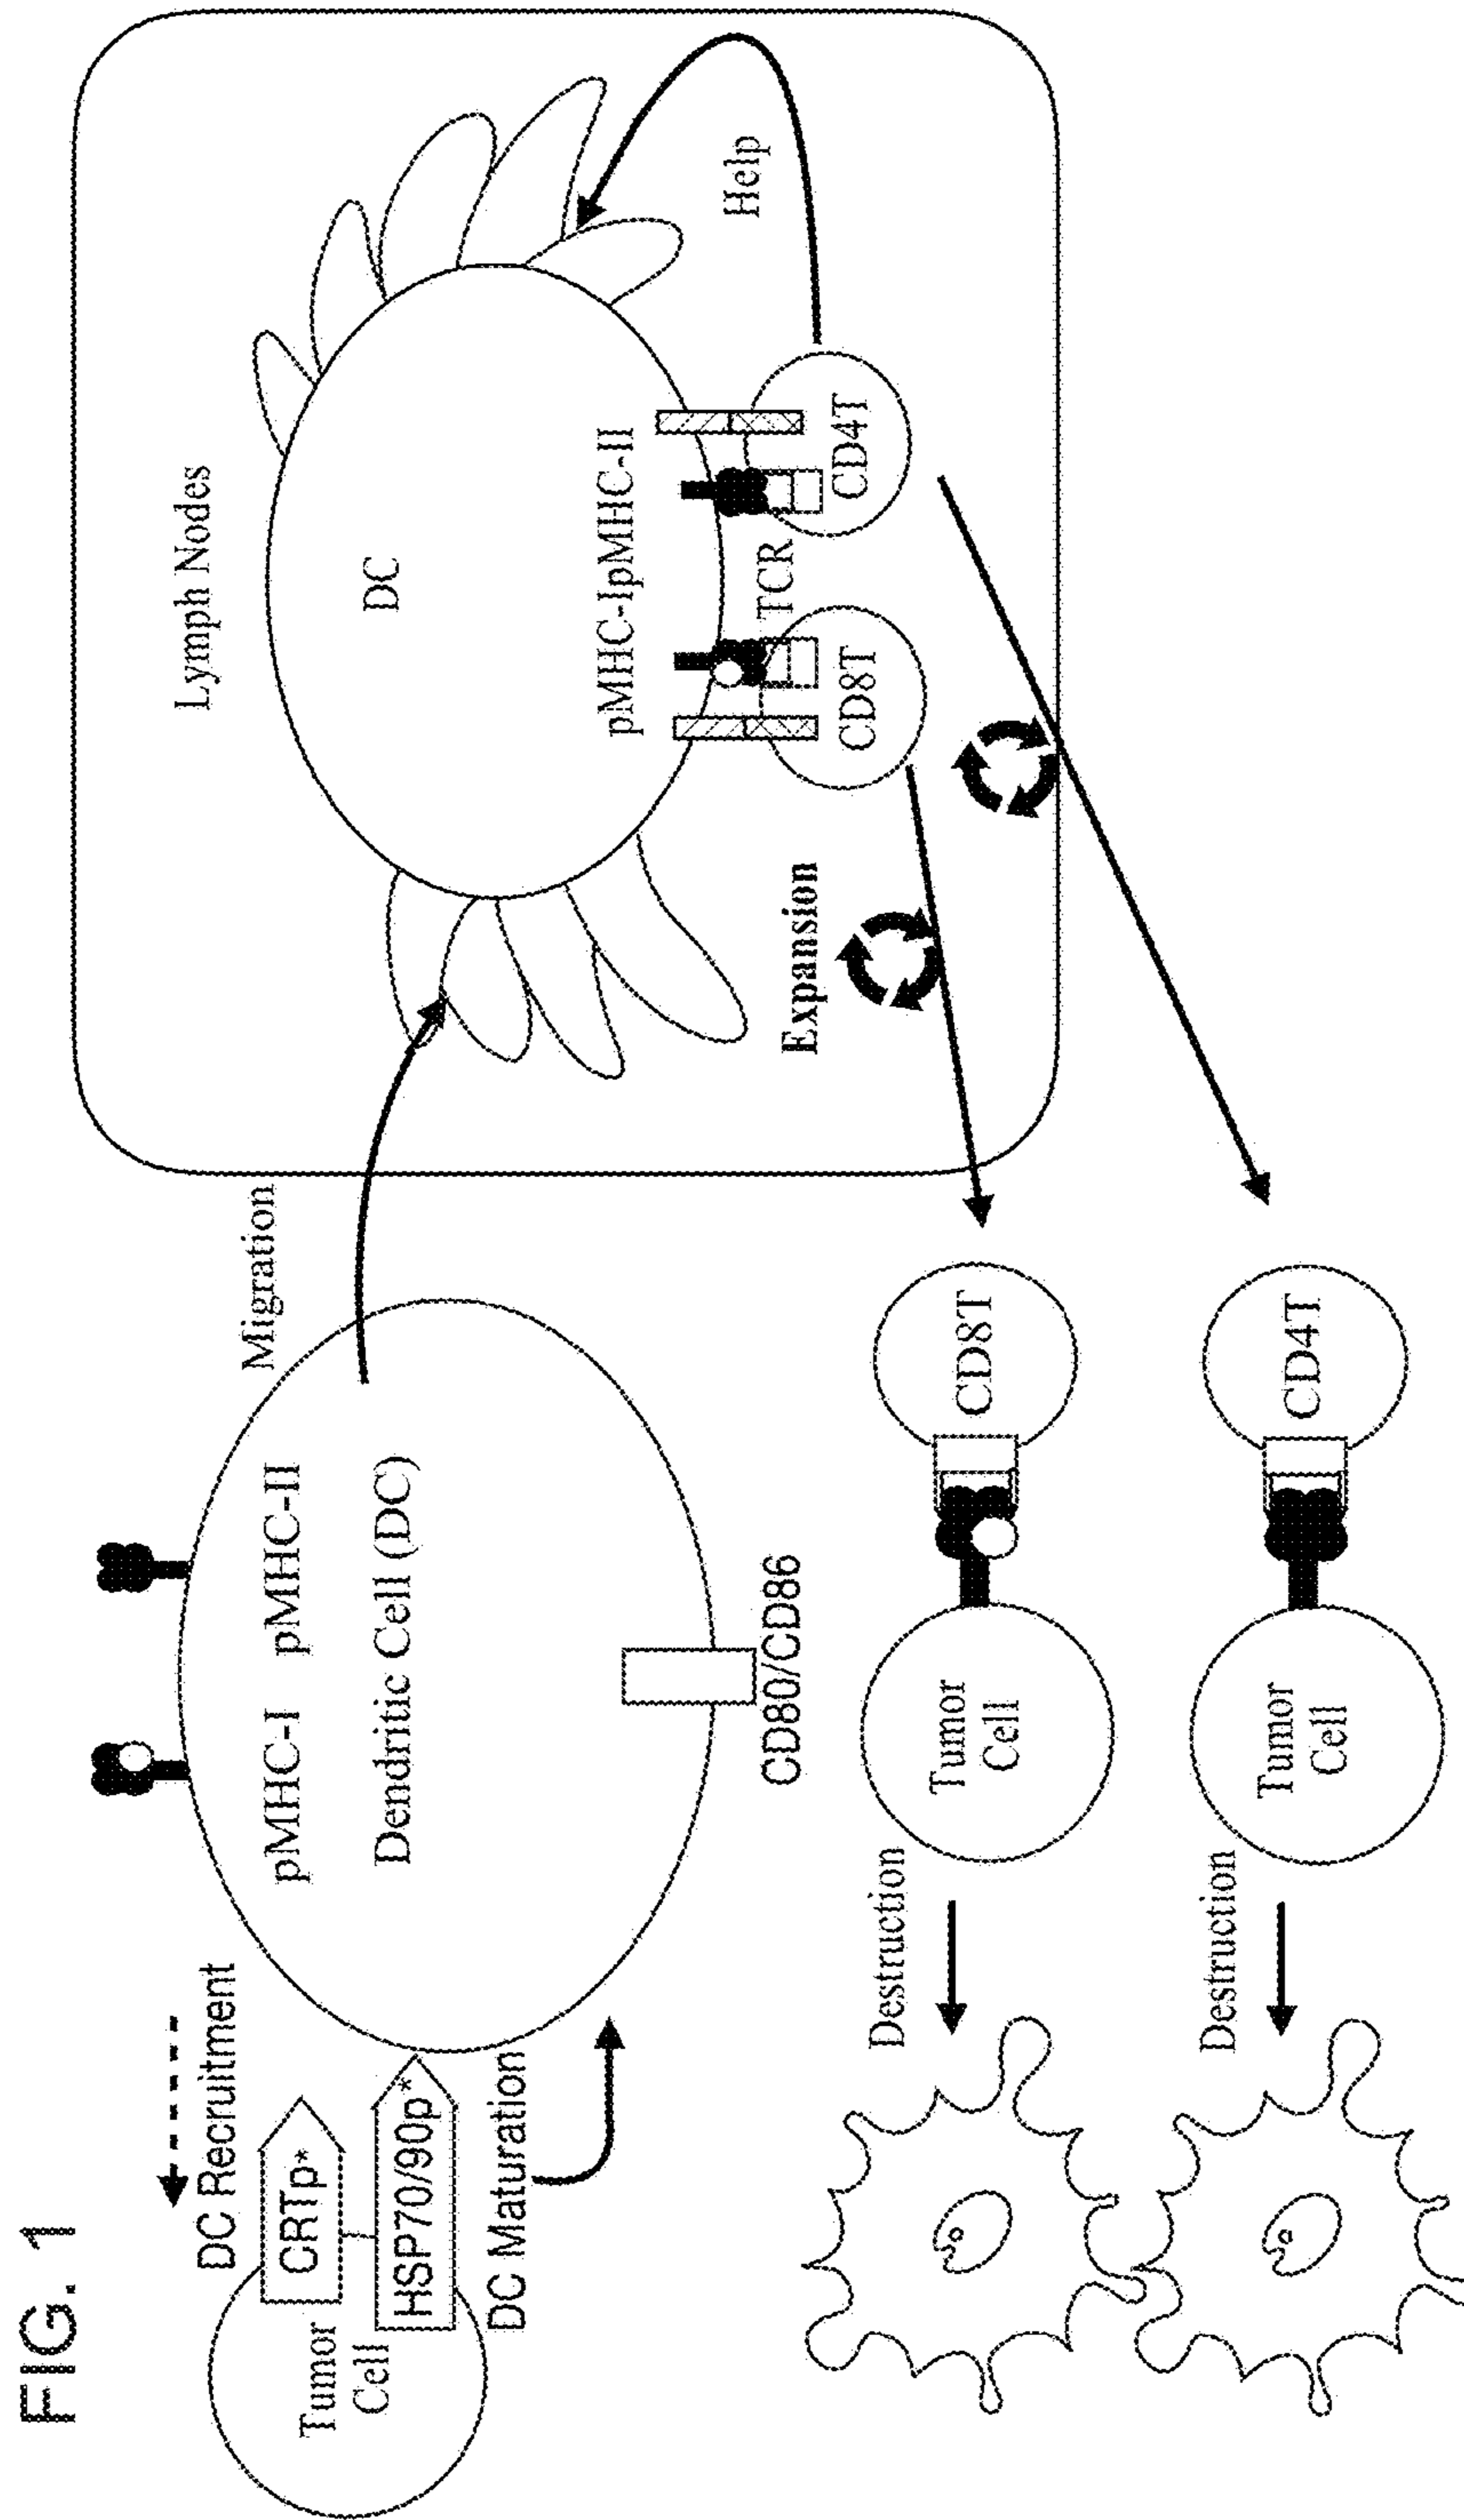 FIG. 1
DC Recruitment
Tumor
Cell
CRTp*
HSP70/90p*
DC Maturation
pMHC-I pMHC-II
Dendritic Cell (DC)
CD80/CD86
Migration
Lymph Nodes
DC
pMHC-IpMHC-II
TCR
CD8T
CD4T
Help
Expansion
Destruction
Tumor
Cell
CD8T
Destruction
Tumor
Cell
CD4T